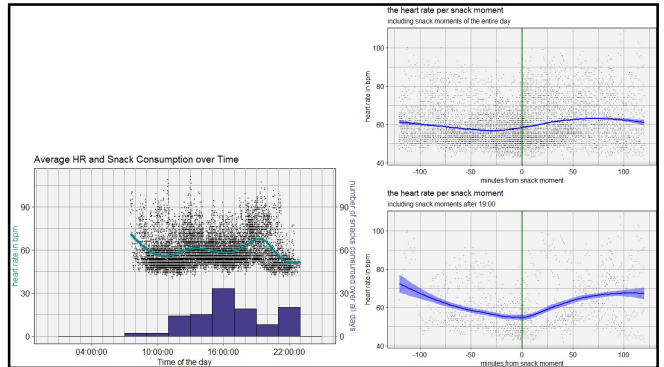 the heart rate per snack moment
including snack moments of the entire day
heart rate in bpm
100
80
60
40
-100
-50
0
50
100
minutes from snack moment
Average HR and Snack Consumption over Time
heart rate in bpm
90
60
30
0
90
60
30
0
number of snacks consumed over all days
04:00:00
10:00:00
16:00:00
22:00:00
Time of the day
the heart rate per snack moment
including snack moments after 19:00
heart rate in bpm
100
80
60
40
-100
-50
0
50
100
minutes from snack moment